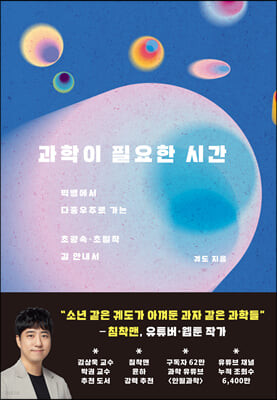 과학이 필요한 시간
빅뱅에서
다중우주로 가는
초광속·초밀착
길 안내서
궤도 지음
“소년 같은 궤도가 아껴둔 과자 같은 과학들”
– 침착맨, 유튜버·웹툰 작가
* * * *
김상욱 교수 침착맨 구독자 62만 유튜브 채널
박권 교수 윤하 과학 유튜브 누적 조회수
추천 도서 강력 추천 <안될과학> 6,400만